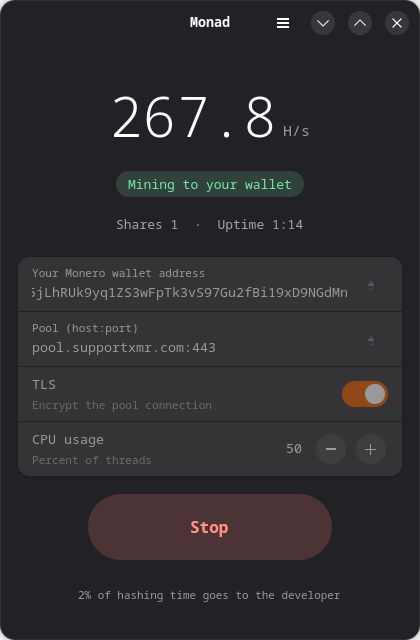 Monad
267.8 H/s
Mining to your wallet
Shares 1 · Uptime 1:14
Your Monero wallet address
5jLhRUk9yq1ZS3wFpTk3vS97Gu2fBi19xD9NGdMn
Pool (host:port)
pool.supportxmr.com:443
TLS
Encrypt the pool connection
CPU usage
Percent of threads
50
Stop
2% of hashing time goes to the developer